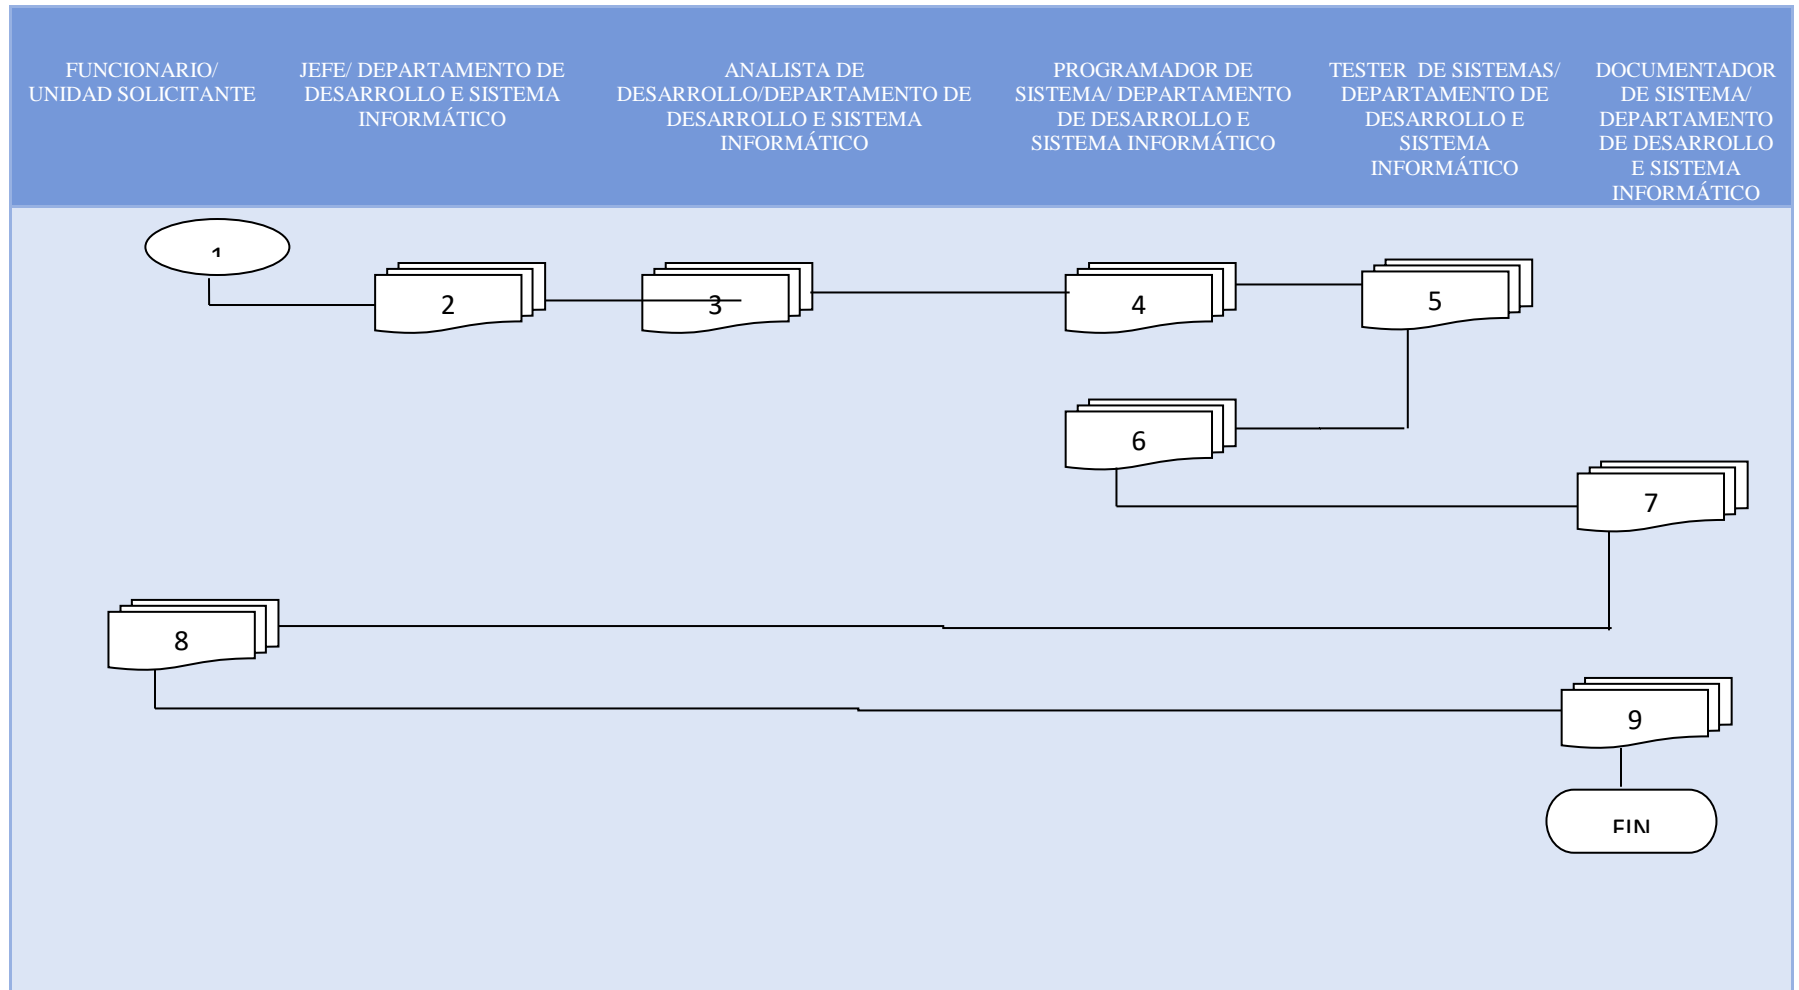 FUNCIONARIO/
UNIDAD SOLICITANTE
JEFE/ DEPARTAMENTO DE
DESARROLLO E SISTEMA
INFORMÁTICO
ANALISTA DE
DESARROLLO/DEPARTAMENTO DE
DESARROLLO E SISTEMA
INFORMÁTICO
PROGRAMADOR DE
SISTEMA/ DEPARTAMENTO
DE DESARROLLO E
SISTEMA INFORMÁTICO
TESTER DE SISTEMAS/
DEPARTAMENTO DE
DESARROLLO E
SISTEMA
INFORMÁTICO
DOCUMENTADOR
DE SISTEMA/
DEPARTAMENTO
DE DESARROLLO
E SISTEMA
INFORMÁTICO
1
2
3
4
5
6
7
8
9
FIN